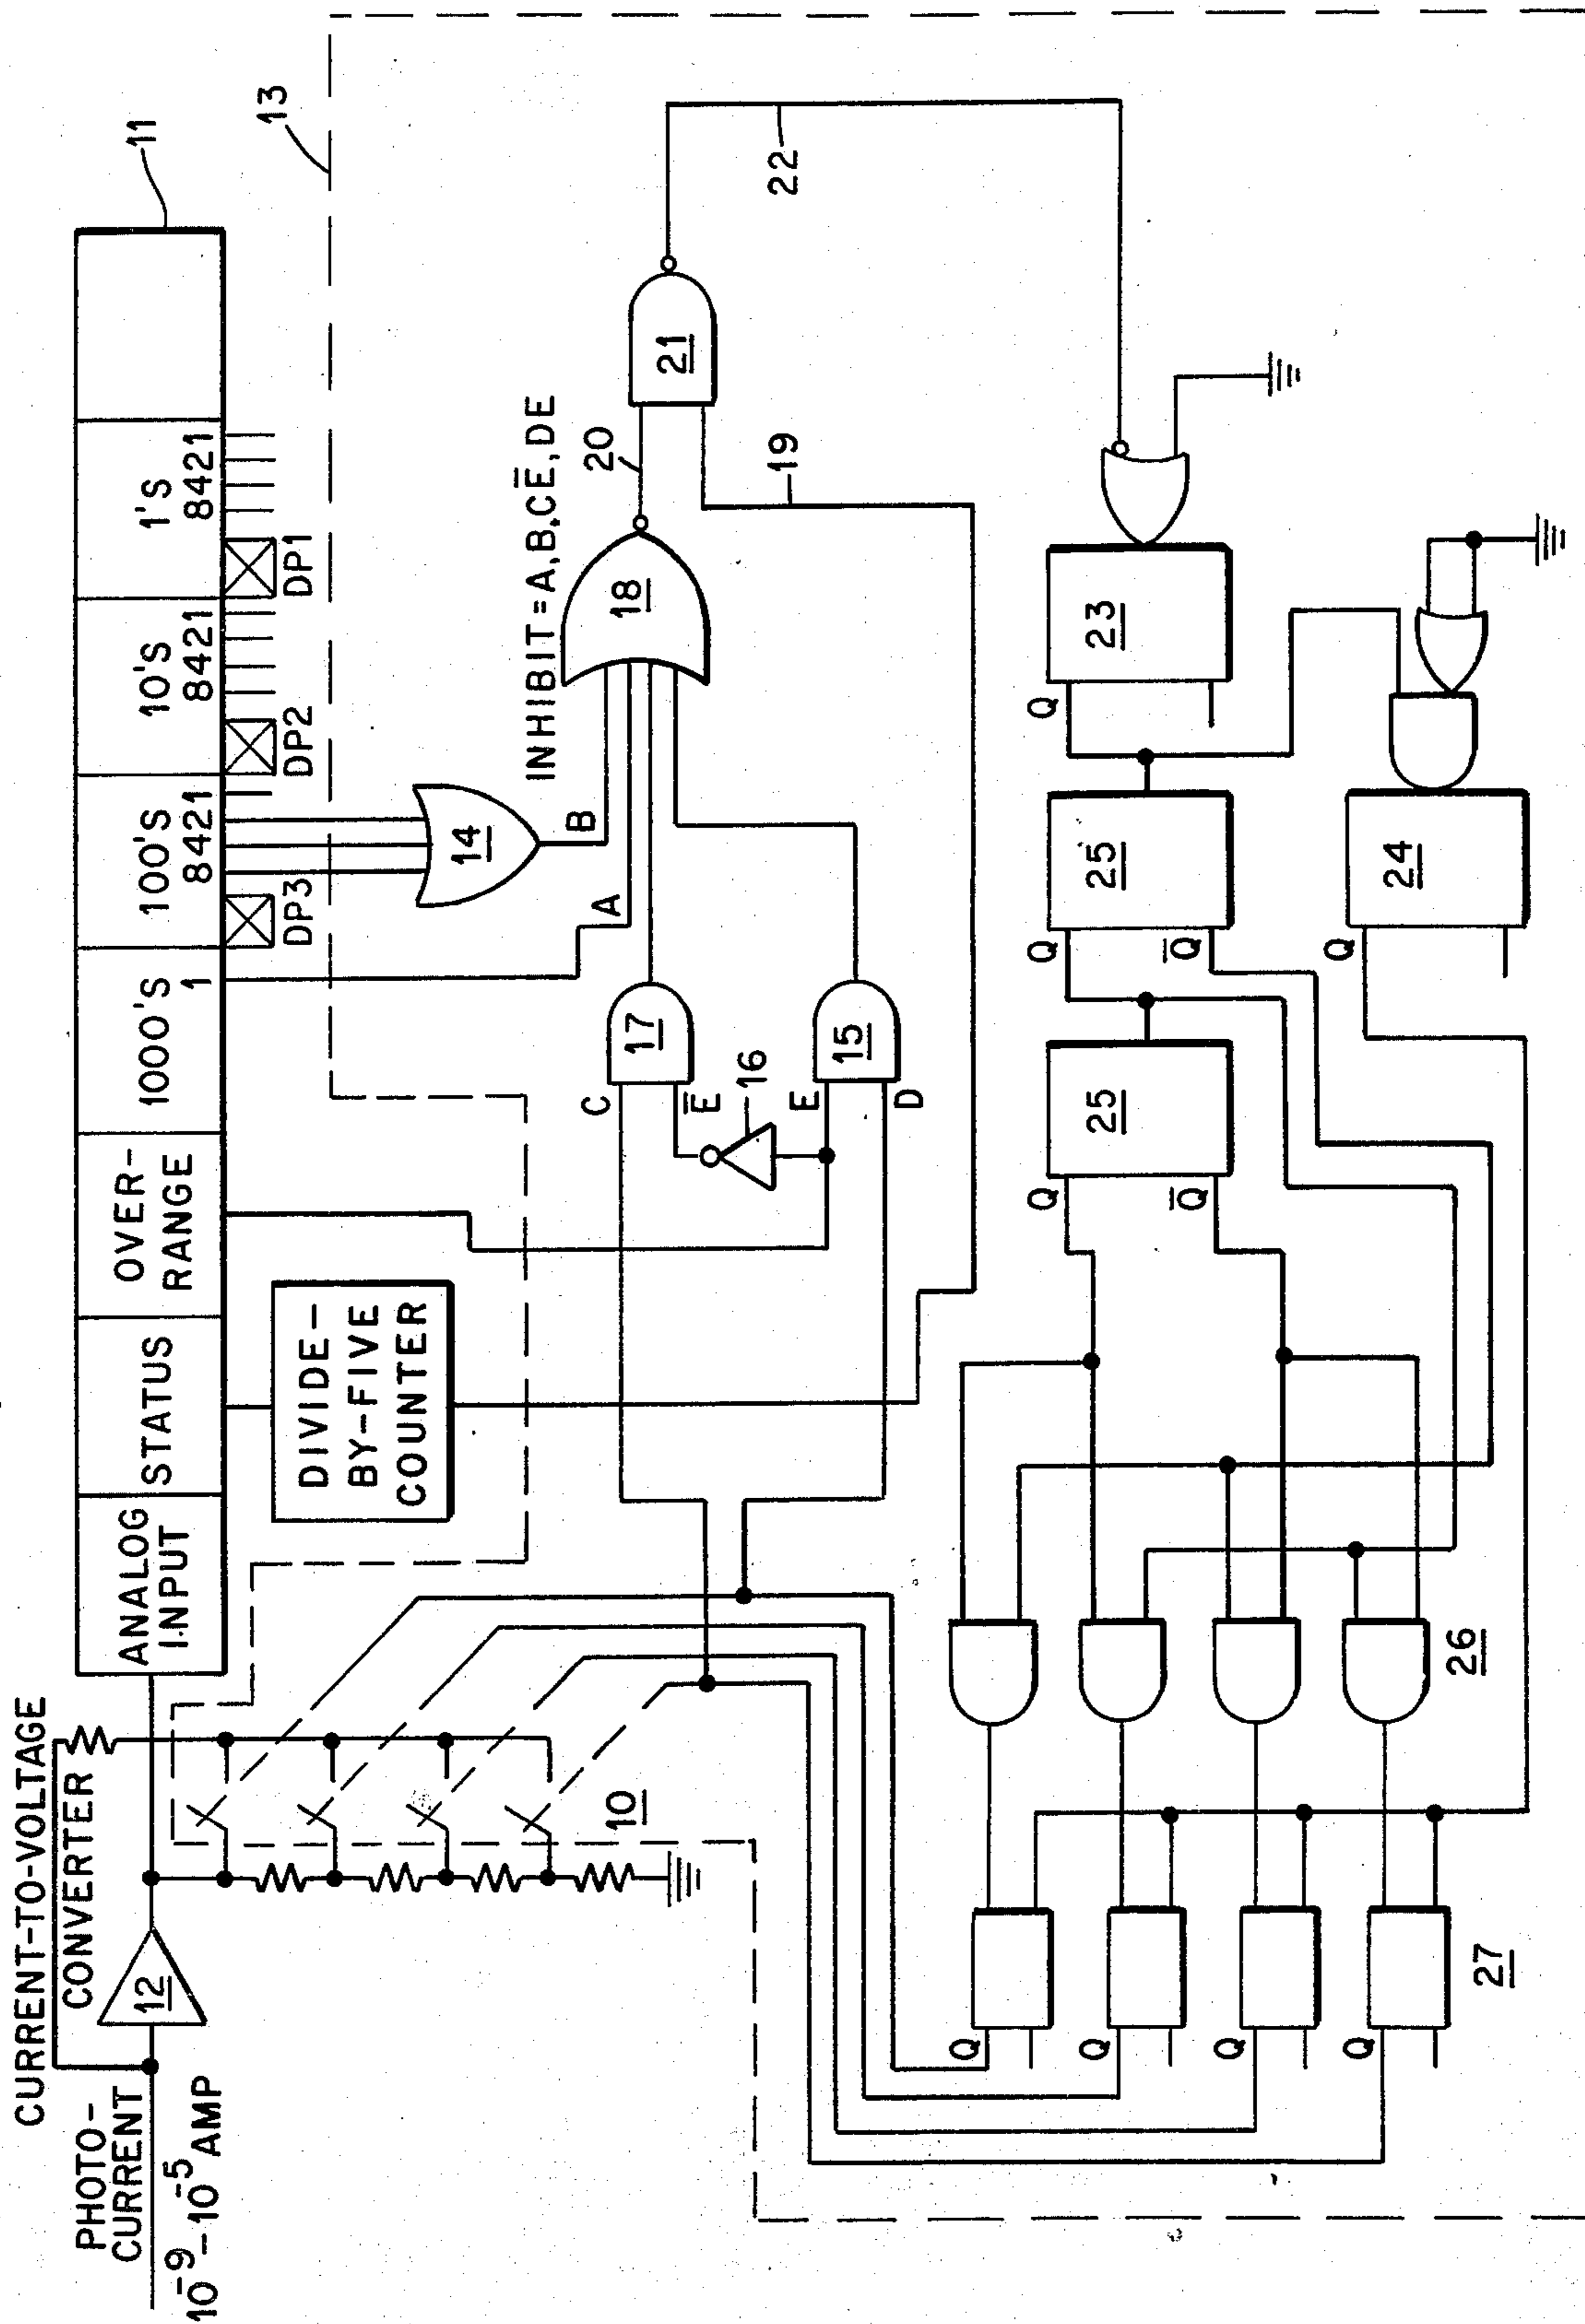 CURRENT-TO-VOLTAGE
CONVERTER
PHOTO-
CURRENT
10⁻⁹-10⁻⁵ AMP
12
10
ANALOG
INPUT
STATUS
OVER-
RANGE
1000'S
1
100'S
8421
10'S
8421
1'S
8421
DP3
DP2
DP1
11
13
DIVIDE-
BY-FIVE
COUNTER
14
B
A
C
E̅
E
D
17
16
15
INHIBIT = A,B,CE̅,DE
18
20
19
21
22
23
Q
25
Q
Q̅
24
Q
25
Q
Q̅
26
27
Q
Q
Q
Q